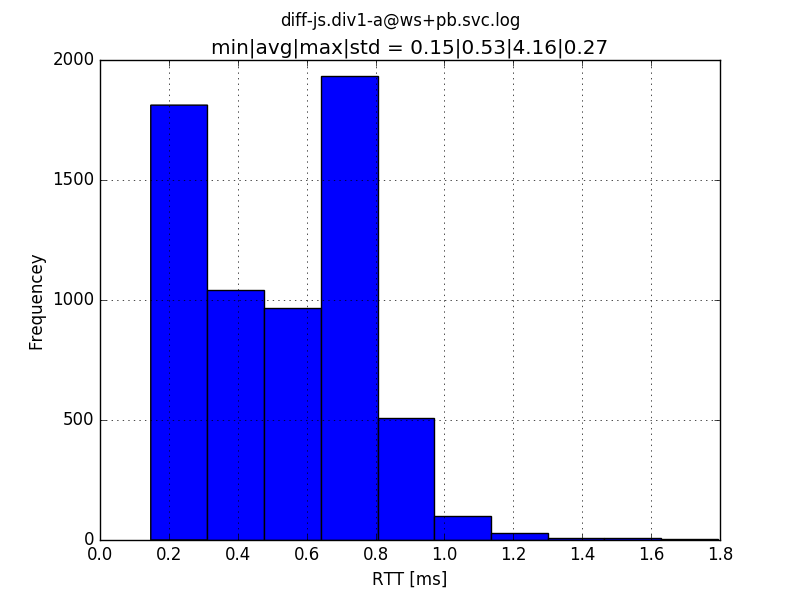 diff-js.div1-a@ws+pb.svc.log
min|avg|max|std = 0.15|0.53|4.16|0.27
2000
1500
1000
500
0
Frequencey
0.0 0.2 0.4 0.6 0.8 1.0 1.2 1.4 1.6 1.8
RTT [ms]